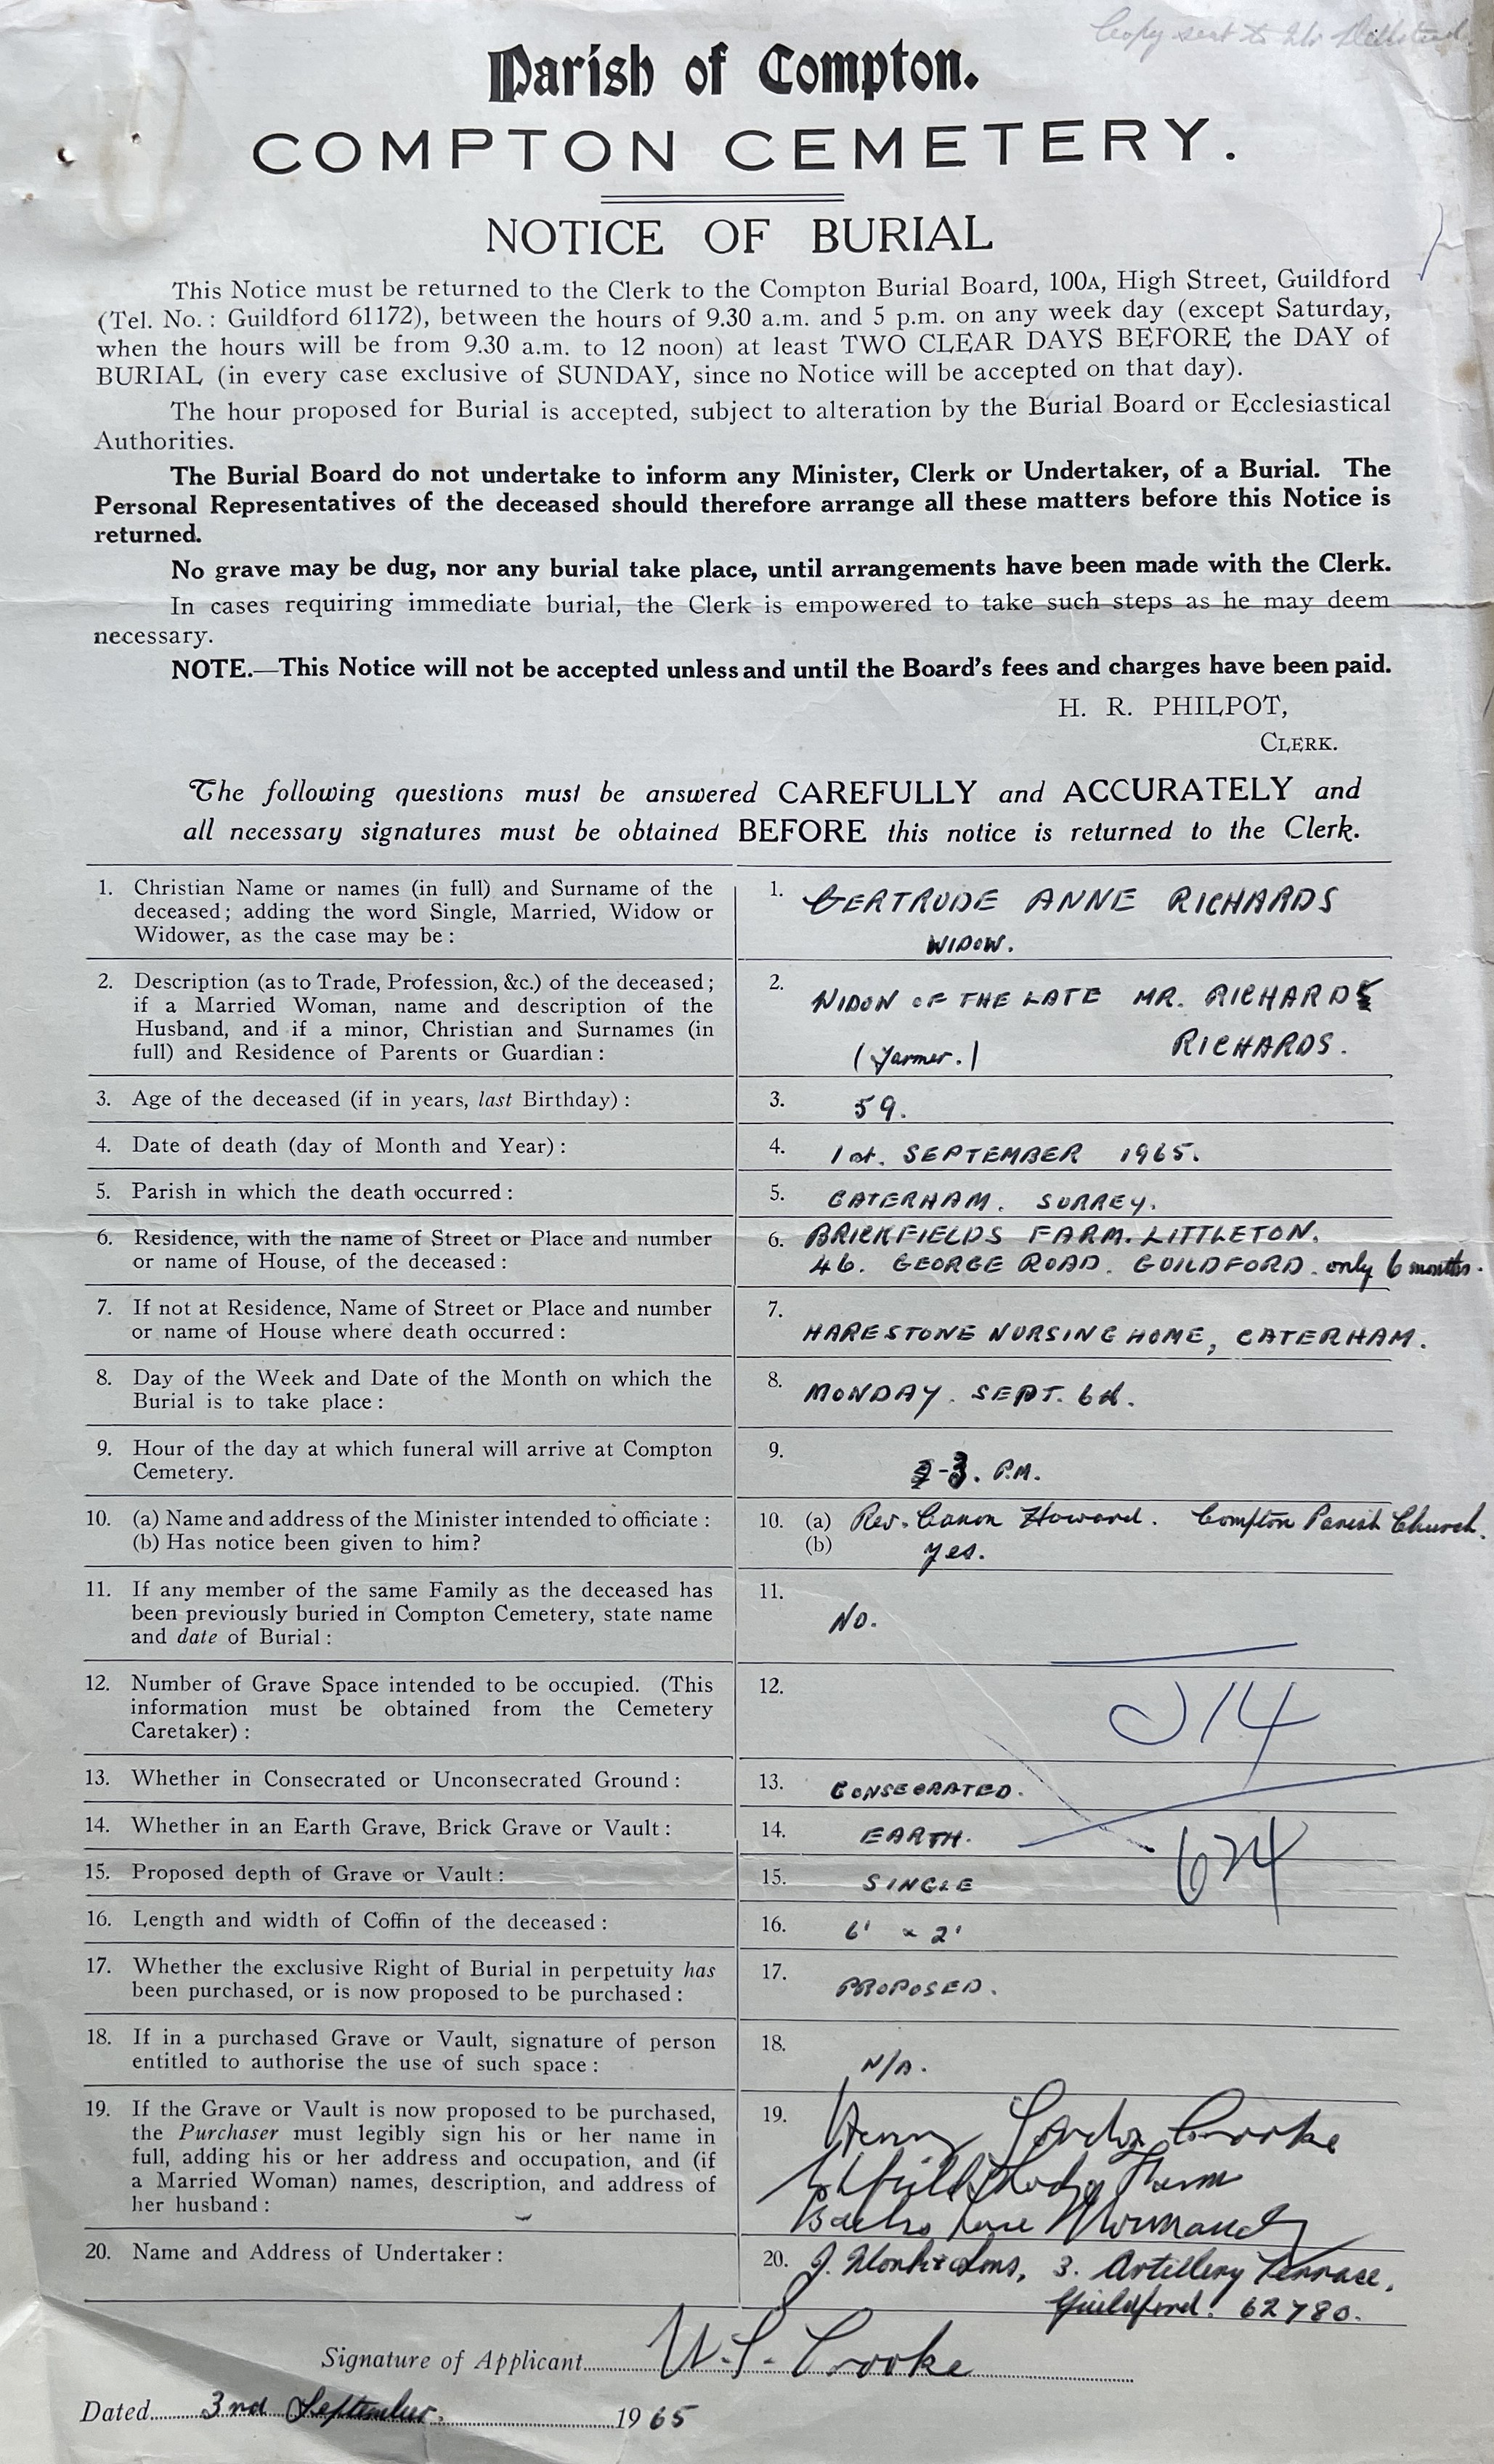 Copy sent to Mr
Parish of Compton.
COMPTON CEMETERY.
NOTICE OF BURIAL
This Notice must be returned to the Clerk to the Compton Burial Board, 100A, High Street, Guildford
(Tel. No.: Guildford 61172), between the hours of 9.30 a.m. and 5 p.m. on any week day (except Saturday,
when the hours will be from 9.30 a.m. to 12 noon) at least TWO CLEAR DAYS BEFORE the DAY of
BURIAL (in every case exclusive of SUNDAY, since no Notice will be accepted on that day).
The hour proposed for Burial is accepted, subject to alteration by the Burial Board or Ecclesiastical
Authorities.
The Burial Board do not undertake to inform any Minister, Clerk or Undertaker, of a Burial. The
Personal Representatives of the deceased should therefore arrange all these matters before this Notice is
returned.
No grave may be dug, nor any burial take place, until arrangements have been made with the Clerk.
In cases requiring immediate burial, the Clerk is empowered to take such steps as he may deem
necessary.
NOTE.—This Notice will not be accepted unless and until the Board's fees and charges have been paid.
H. R. PHILPOT,
CLERK.
The following questions must be answered CAREFULLY and ACCURATELY and
all necessary signatures must be obtained BEFORE this notice is returned to the Clerk.
1. Christian Name or names (in full) and Surname of the
deceased; adding the word Single, Married, Widow or
Widower, as the case may be:
1. GERTRUDE ANNE RICHARDS
WIDOW.
2. Description (as to Trade, Profession, &c.) of the deceased;
if a Married Woman, name and description of the
Husband, and if a minor, Christian and Surnames (in
full) and Residence of Parents or Guardian:
2. WIDOW OF THE LATE MR. RICHARD
RICHARDS.
(Farmer.)
3. Age of the deceased (if in years, last Birthday):
3. 59.
4. Date of death (day of Month and Year):
4. 1st. SEPTEMBER 1965.
5. Parish in which the death occurred:
5. CATERHAM. SURREY.
6. Residence, with the name of Street or Place and number
or name of House, of the deceased:
6. BRICKFIELDS FARM. LITTLETON.
46. GEORGE ROAD. GUILDFORD. only 6 months.
7. If not at Residence, Name of Street or Place and number
or name of House where death occurred:
7. HARESTONE NURSING HOME, CATERHAM.
8. Day of the Week and Date of the Month on which the
Burial is to take place:
8. MONDAY. SEPT. 6th.
9. Hour of the day at which funeral will arrive at Compton
Cemetery.
9. 3. P.M.
10. (a) Name and address of the Minister intended to officiate:
(b) Has notice been given to him?
10. (a) Rev. Canon Howard. Compton Parish Church.
(b) yes.
11. If any member of the same Family as the deceased has
been previously buried in Compton Cemetery, state name
and date of Burial:
11. NO.
12. Number of Grave Space intended to be occupied. (This
information must be obtained from the Cemetery
Caretaker):
12. J14
13. Whether in Consecrated or Unconsecrated Ground:
13. CONSECRATED.
14. Whether in an Earth Grave, Brick Grave or Vault:
14. EARTH.
674
15. Proposed depth of Grave or Vault:
15. SINGLE
16. Length and width of Coffin of the deceased:
16. 6' x 2'
17. Whether the exclusive Right of Burial in perpetuity has
been purchased, or is now proposed to be purchased:
17. PROPOSED.
18. If in a purchased Grave or Vault, signature of person
entitled to authorise the use of such space:
18. N/A.
19. If the Grave or Vault is now proposed to be purchased,
the Purchaser must legibly sign his or her name in
full, adding his or her address and occupation, and (if
a Married Woman) names, description, and address of
her husband:
19. Henry Crooke
Lodge Farm
Lane Normandy
20. Name and Address of Undertaker:
20. J. Monk & Sons, 3. Artillery Terrace,
Guildford. 62780.
Signature of Applicant H. Crooke
Dated 3rd September. 1965